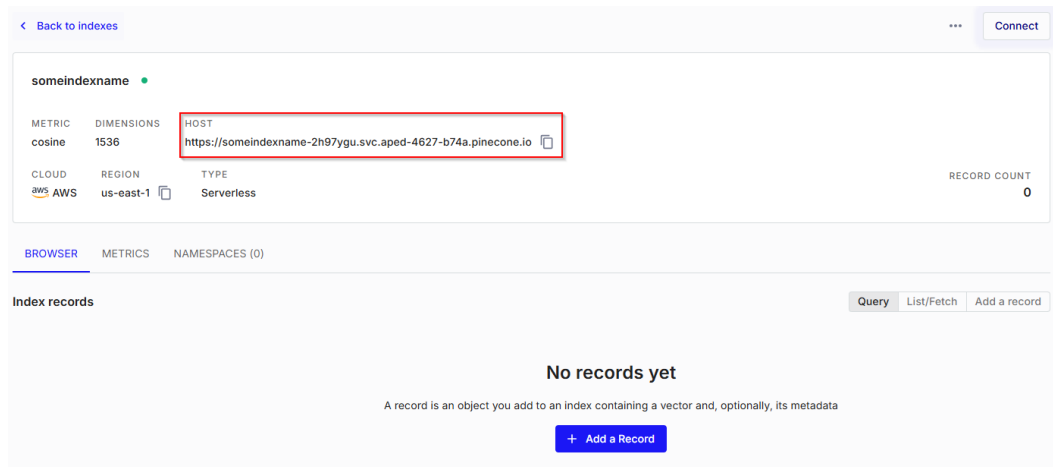 Back to indexes
Connect
someindexname
METRIC DIMENSIONS HOST
cosine 1536 https://someindexname-2h97ygu.svc.aped-4627-b74a.pinecone.io
CLOUD REGION TYPE RECORD COUNT
aws AWS us-east-1 Serverless 0
BROWSER METRICS NAMESPACES (0)
Index records Query List/Fetch Add a record
No records yet
A record is an object you add to an index containing a vector and, optionally, its metadata
+ Add a Record